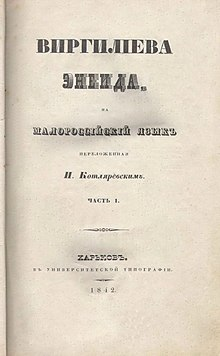 ВИРГИЛІЕВА
ЭНЕИДА,
НА
МАЛОРОССІЙСКІЙ ЯЗЫКЪ
ПЕРЕЛОЖЕННАЯ
И. Котляревскимъ.
ЧАСТЬ I.
ХАРЬКОВЪ.
ВЪ УНИВЕРСИТЕТСКОЙ ТИПОГРАФІИ.
1842.